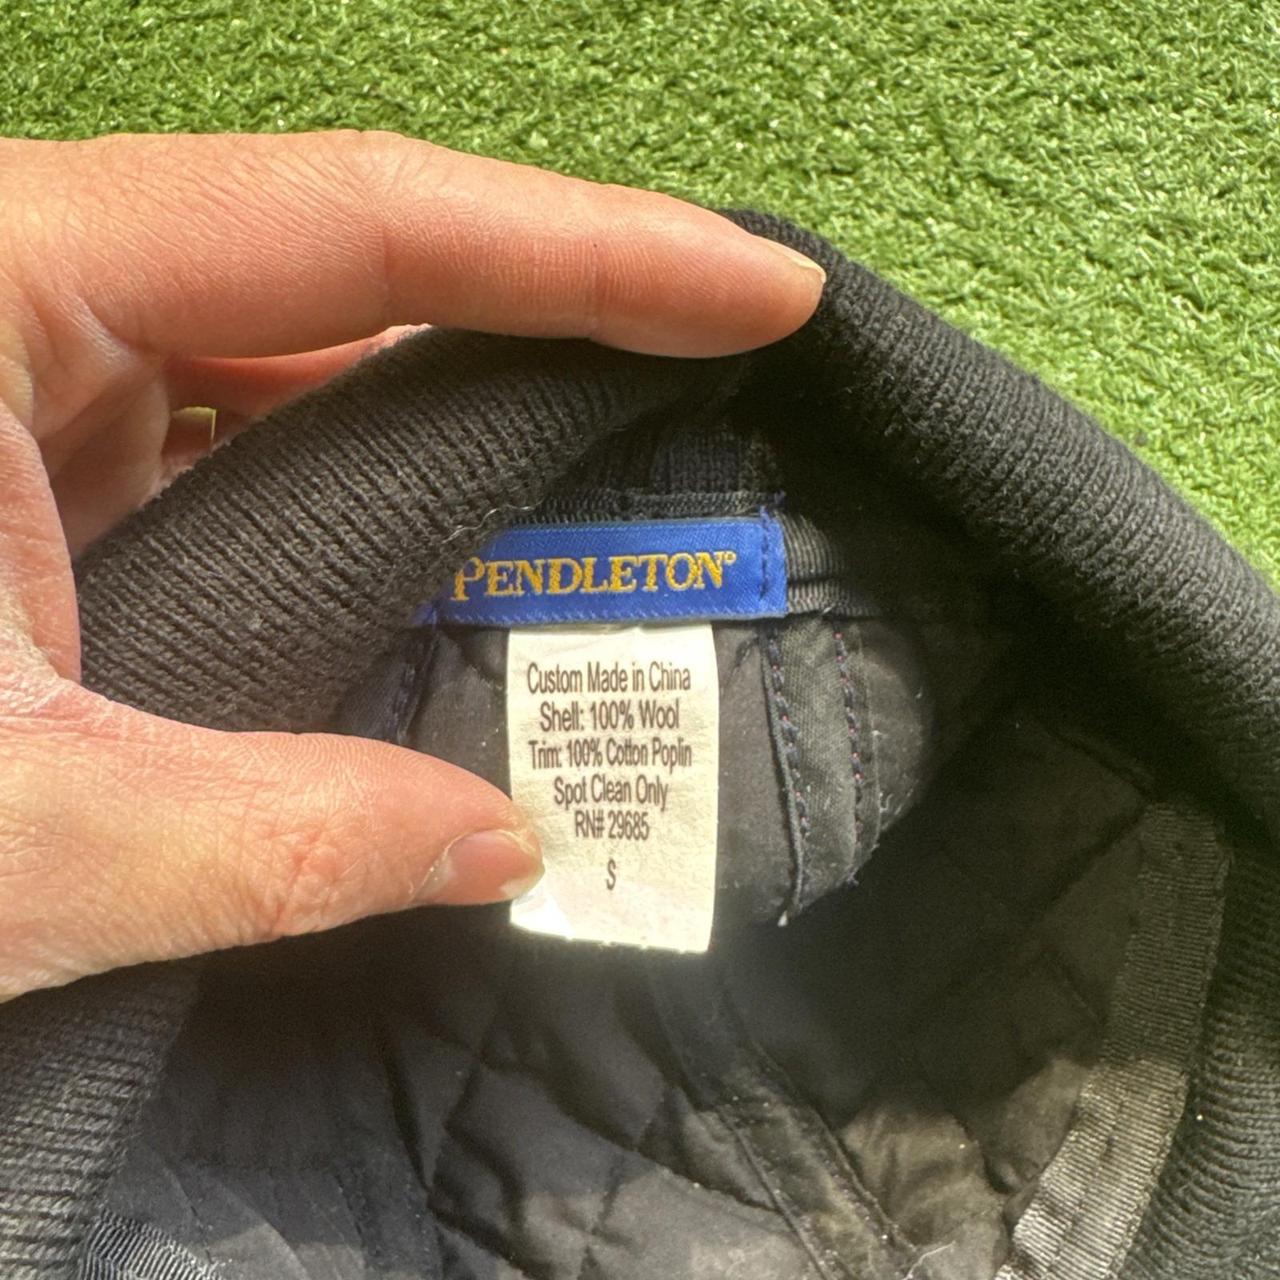 PENDLETON®
Custom Made in China
Shell: 100% Wool
Trim: 100% Cotton Poplin
Spot Clean Only
RN# 29685
S